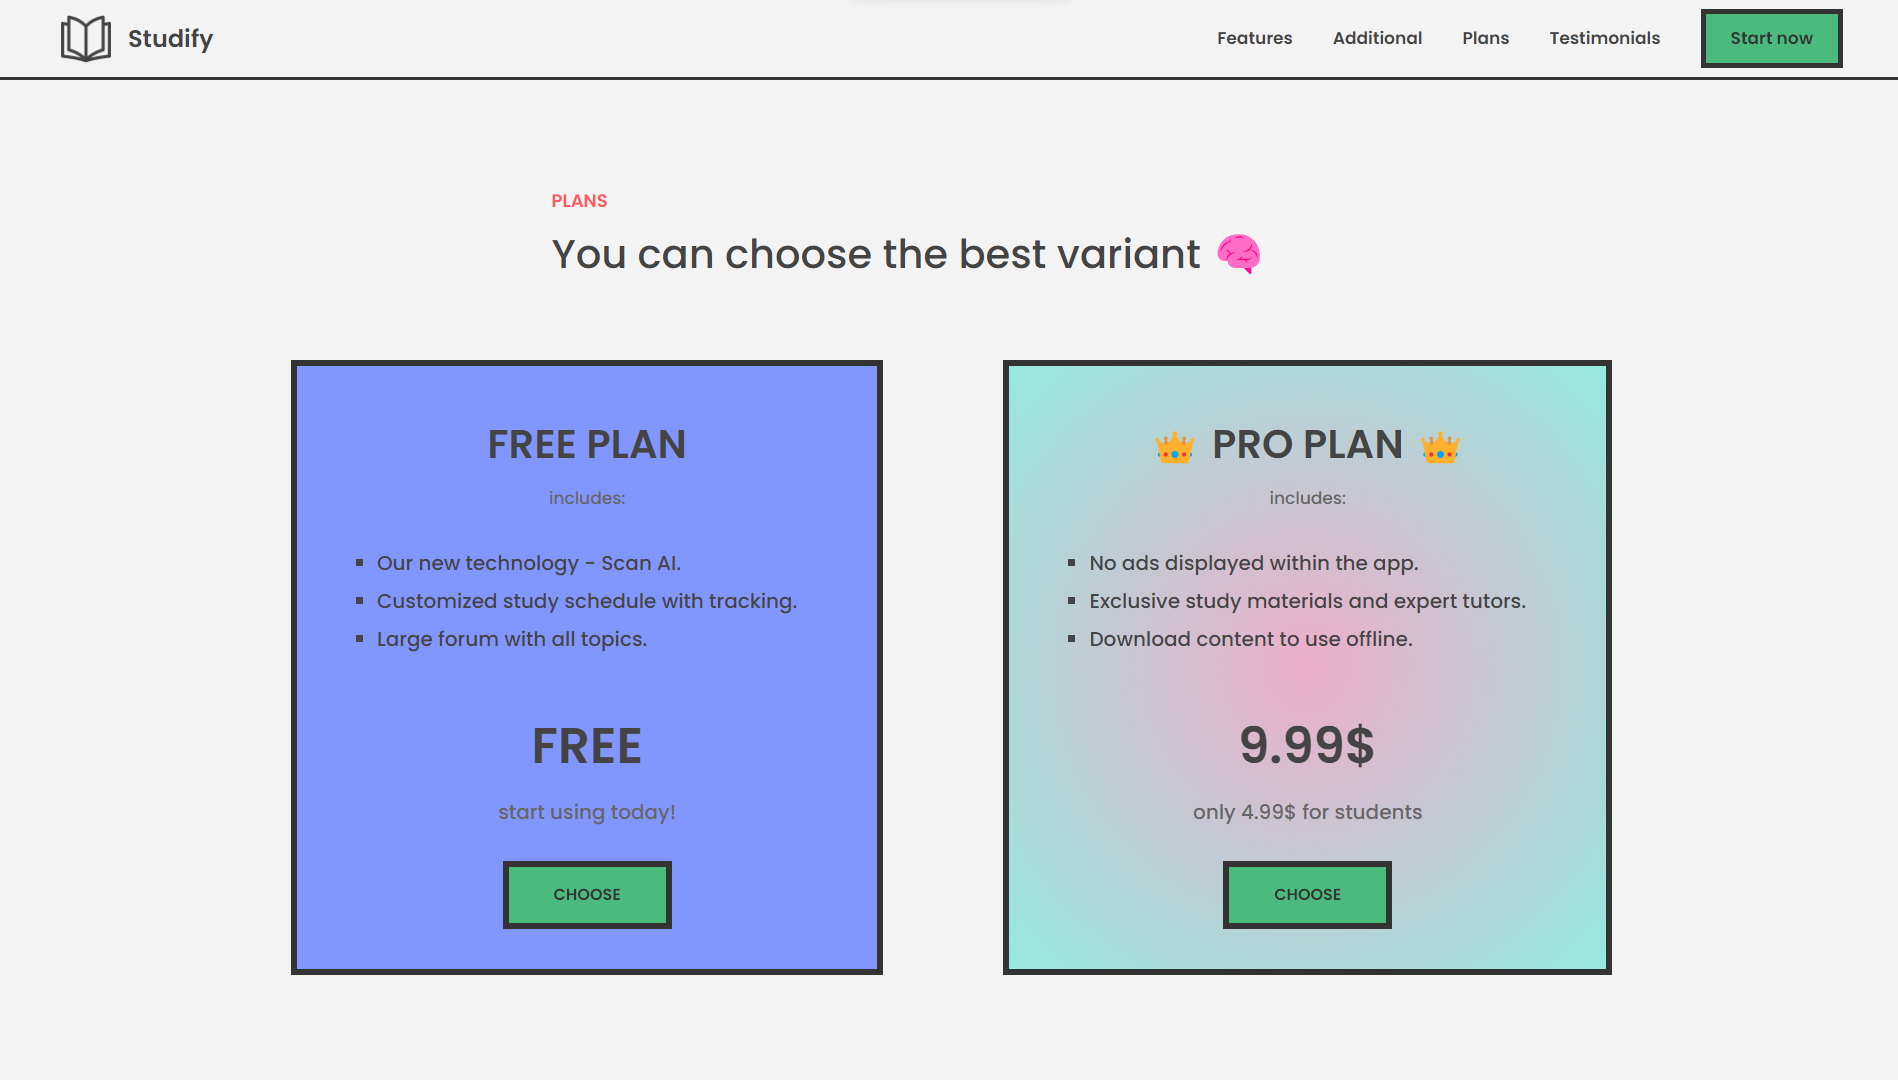 Studify
Features
Additional
Plans
Testimonials
Start now
PLANS
You can choose the best variant
FREE PLAN
includes:
Our new technology - Scan AI.
Customized study schedule with tracking.
Large forum with all topics.
FREE
start using today!
CHOOSE
PRO PLAN
includes:
No ads displayed within the app.
Exclusive study materials and expert tutors.
Download content to use offline.
9.99$
only 4.99$ for students
CHOOSE